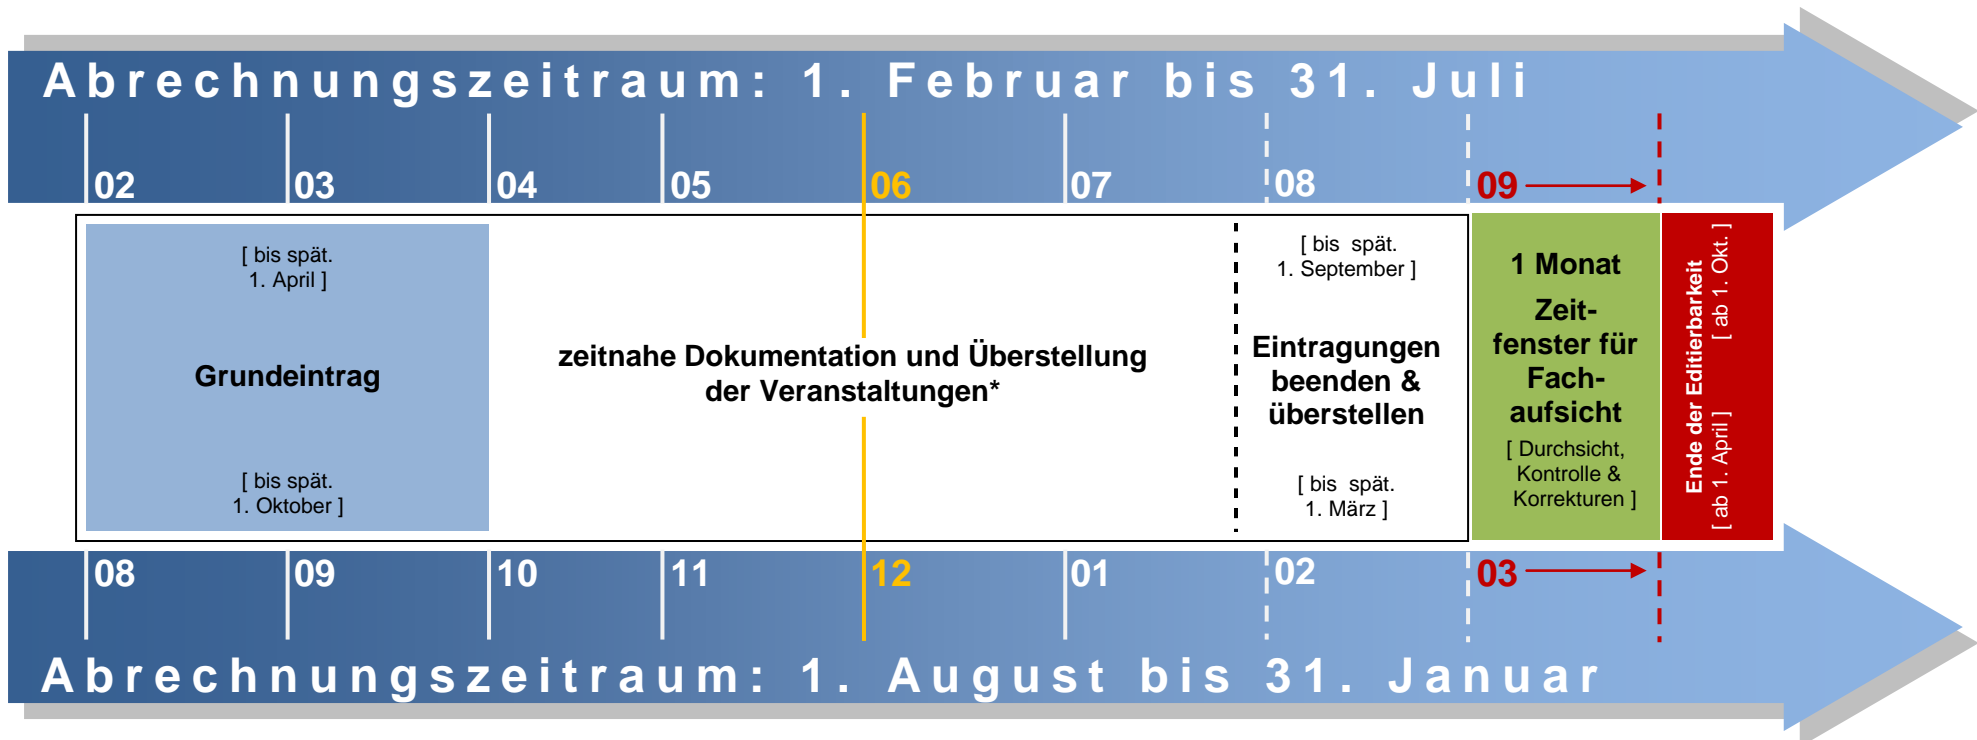 Abrechnungszeitraum: 1. Februar bis 31. Juli
02 03 04 05 06 07 08 09
[ bis spät.
1. April ]
Grundeintrag
[ bis spät.
1. Oktober ]
zeitnahe Dokumentation und Überstellung
der Veranstaltungen*
[ bis spät.
1. September ]
Eintragungen
beenden &
überstellen
[ bis spät.
1. März ]
1 Monat
Zeit-
fenster für
Fach-
aufsicht
[ Durchsicht,
Kontrolle &
Korrekturen ]
Ende der Editierbarkeit
[ ab 1. April ] [ ab 1. Okt. ]
08 09 10 11 12 01 02 03
Abrechnungszeitraum: 1. August bis 31. Januar